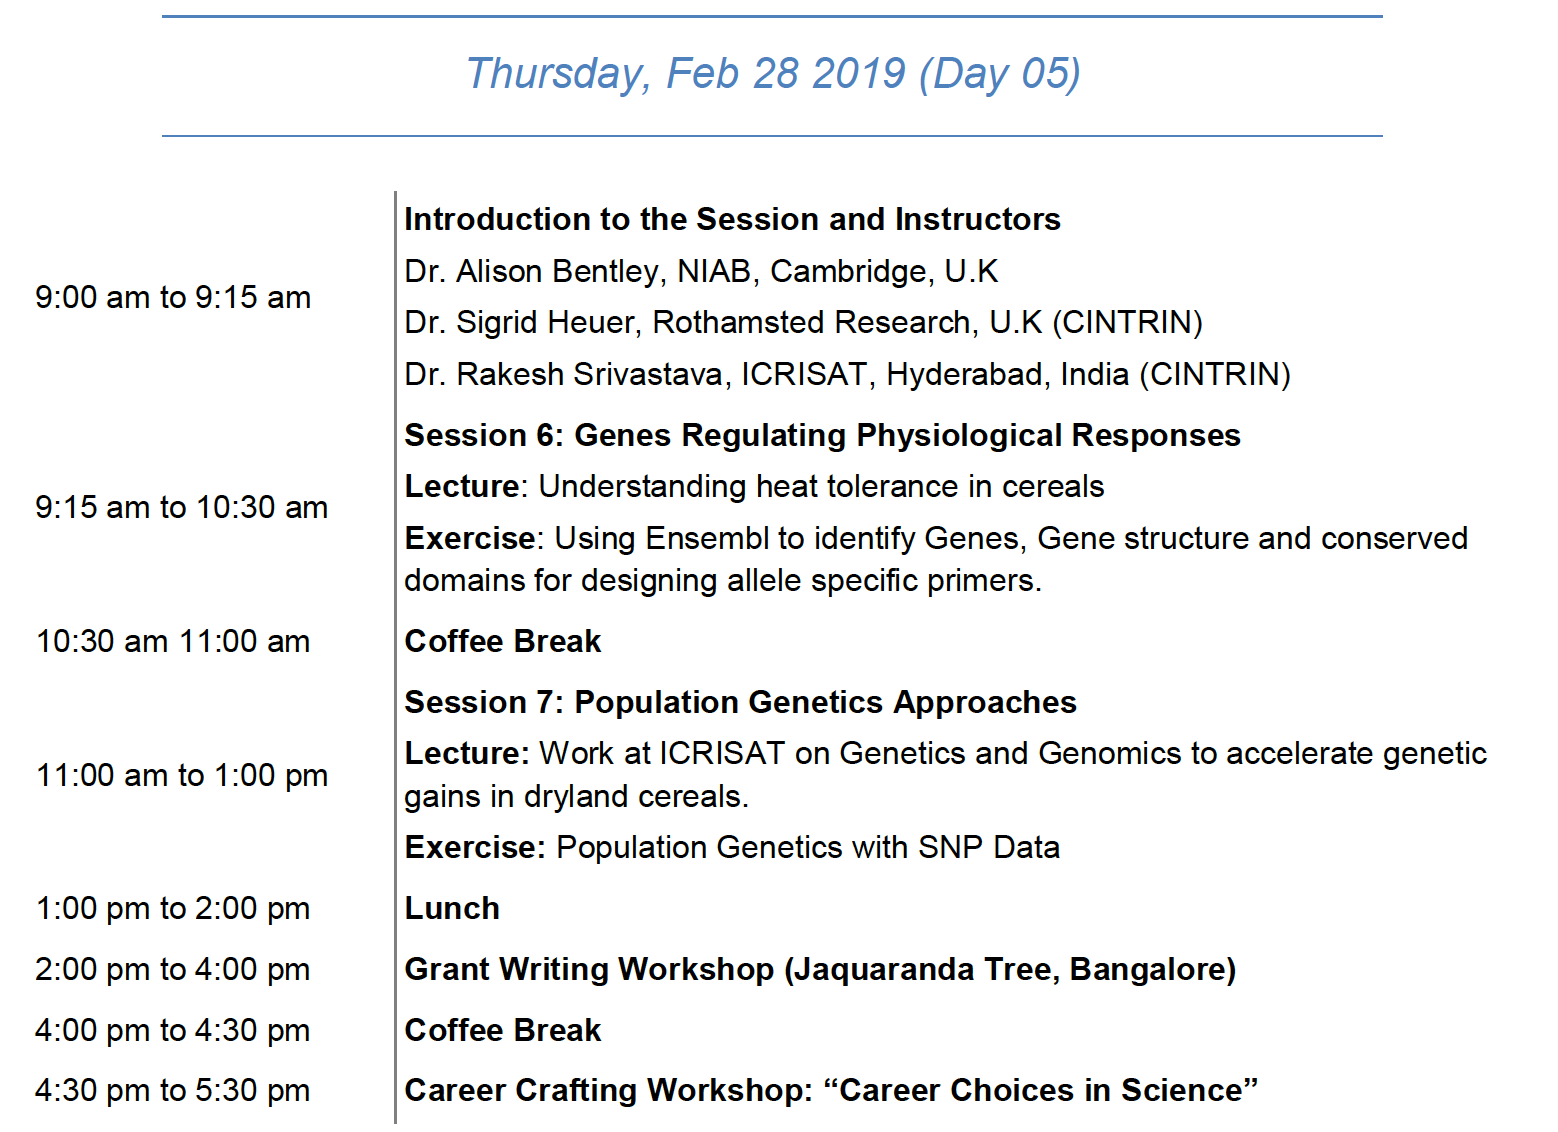 Thursday, Feb 28 2019 (Day 05)
9:00 am to 9:15 am
Introduction to the Session and Instructors
Dr. Alison Bentley, NIAB, Cambridge, U.K
Dr. Sigrid Heuer, Rothamsted Research, U.K (CINTRIN)
Dr. Rakesh Srivastava, ICRISAT, Hyderabad, India (CINTRIN)
9:15 am to 10:30 am
Session 6: Genes Regulating Physiological Responses
Lecture: Understanding heat tolerance in cereals
Exercise: Using Ensembl to identify Genes, Gene structure and conserved
domains for designing allele specific primers.
10:30 am 11:00 am
Coffee Break
11:00 am to 1:00 pm
Session 7: Population Genetics Approaches
Lecture: Work at ICRISAT on Genetics and Genomics to accelerate genetic
gains in dryland cereals.
Exercise: Population Genetics with SNP Data
1:00 pm to 2:00 pm
Lunch
2:00 pm to 4:00 pm
Grant Writing Workshop (Jaquaranda Tree, Bangalore)
4:00 pm to 4:30 pm
Coffee Break
4:30 pm to 5:30 pm
Career Crafting Workshop: “Career Choices in Science”